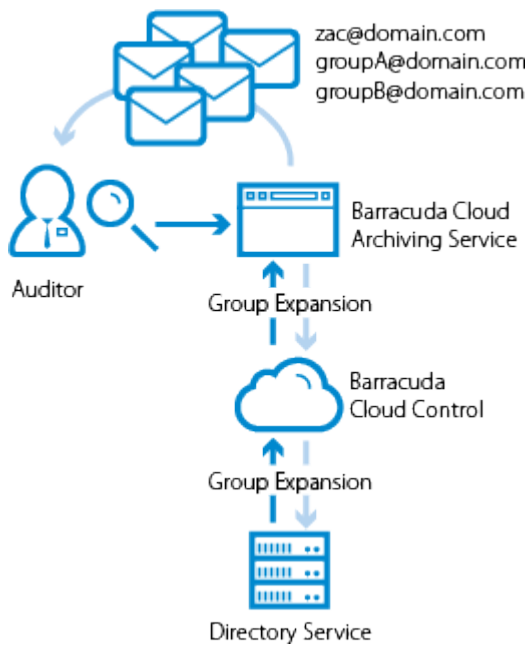 zac@domain.com
groupA@domain.com
groupB@domain.com
Barracuda Cloud
Archiving Service
Auditor
Group Expansion
Barracuda
Cloud Control
Group Expansion
Directory Service